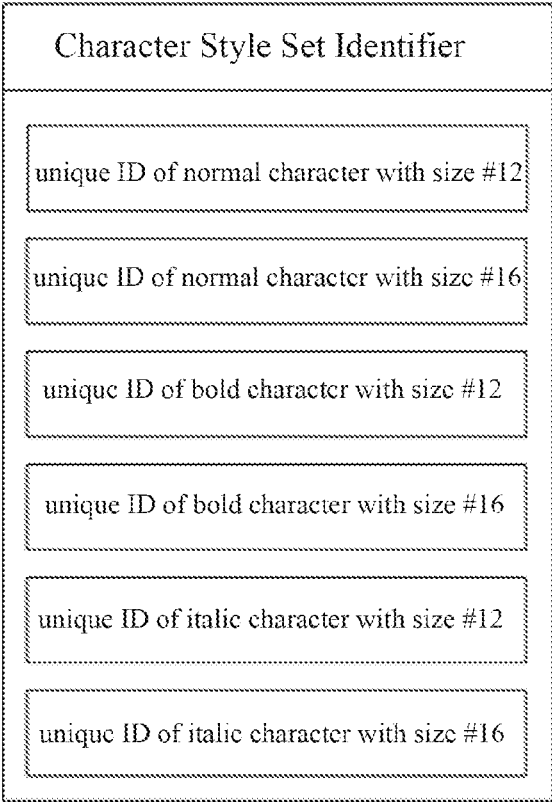 Character Style Set Identifier
unique ID of normal character with size #12
unique ID of normal character with size #16
unique ID of bold character with size #12
unique ID of bold character with size #16
unique ID of italic character with size #12
unique ID of italic character with size #16